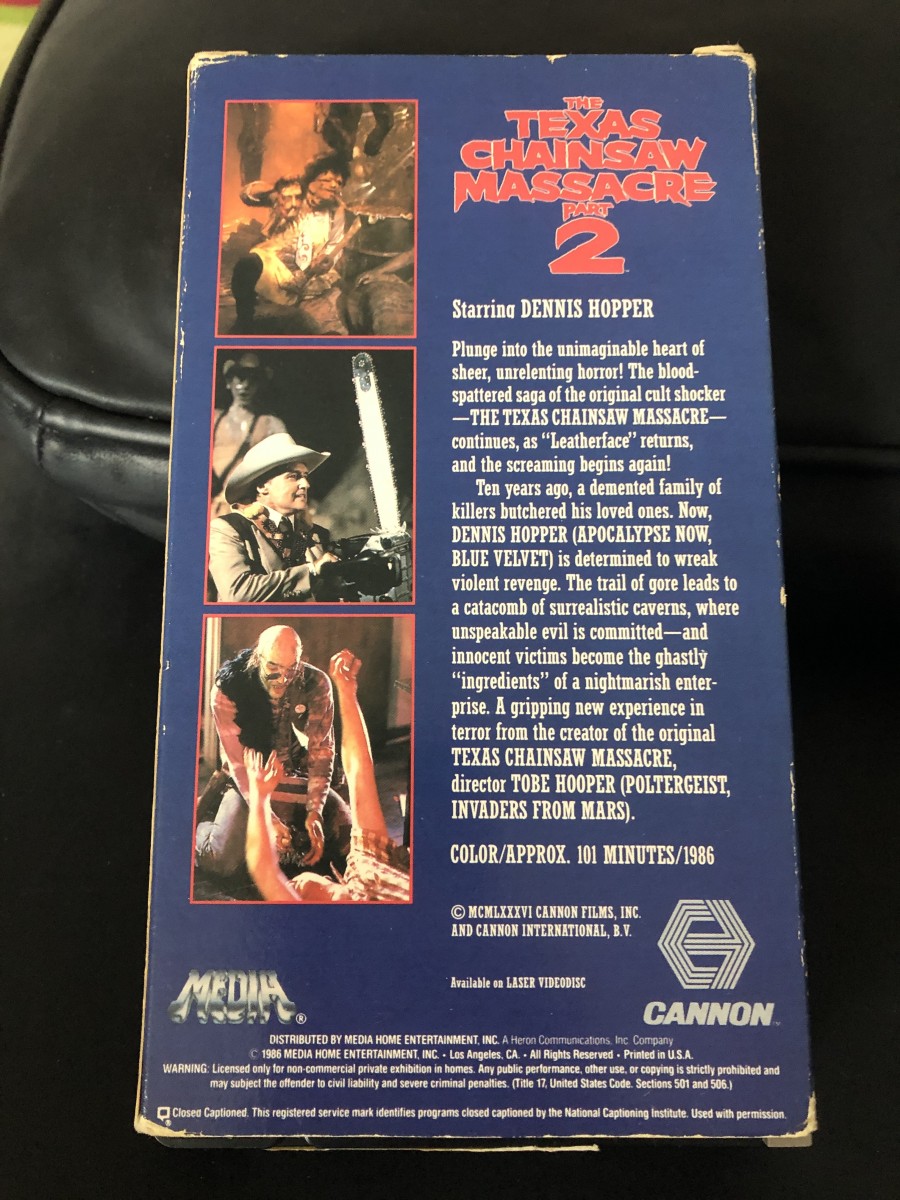 THE
TEXAS
CHAINSAW
MASSACRE
PART
2
Starring DENNIS HOPPER
Plunge into the unimaginable heart of
sheer, unrelenting horror! The blood-
spattered saga of the original cult shocker
—THE TEXAS CHAINSAW MASSACRE—
continues, as “Leatherface” returns,
and the screaming begins again!
Ten years ago, a demented family of
killers butchered his loved ones. Now,
DENNIS HOPPER (APOCALYPSE NOW,
BLUE VELVET) is determined to wreak
violent revenge. The trail of gore leads to
a catacomb of surrealistic caverns, where
unspeakable evil is committed—and
innocent victims become the ghastly
“ingredients” of a nightmarish enter-
prise. A gripping new experience in
terror from the creator of the original
TEXAS CHAINSAW MASSACRE,
director TOBE HOOPER (POLTERGEIST,
INVADERS FROM MARS).
COLOR/APPROX. 101 MINUTES/1986
© MCMLXXXVI CANNON FILMS, INC.
AND CANNON INTERNATIONAL, B.V.
Available on LASER VIDEODISC
MEDIA®
CANNON™
DISTRIBUTED BY MEDIA HOME ENTERTAINMENT, INC. A Heron Communications, Inc. Company
© 1986 MEDIA HOME ENTERTAINMENT, INC. • Los Angeles, CA. • All Rights Reserved • Printed in U.S.A.
WARNING: Licensed only for non-commercial private exhibition in homes. Any public performance, other use, or copying is strictly prohibited and
may subject the offender to civil liability and severe criminal penalties. (Title 17, United States Code, Sections 501 and 506.)
® Closed Captioned. This registered service mark identifies programs closed captioned by the National Captioning Institute. Used with permission.